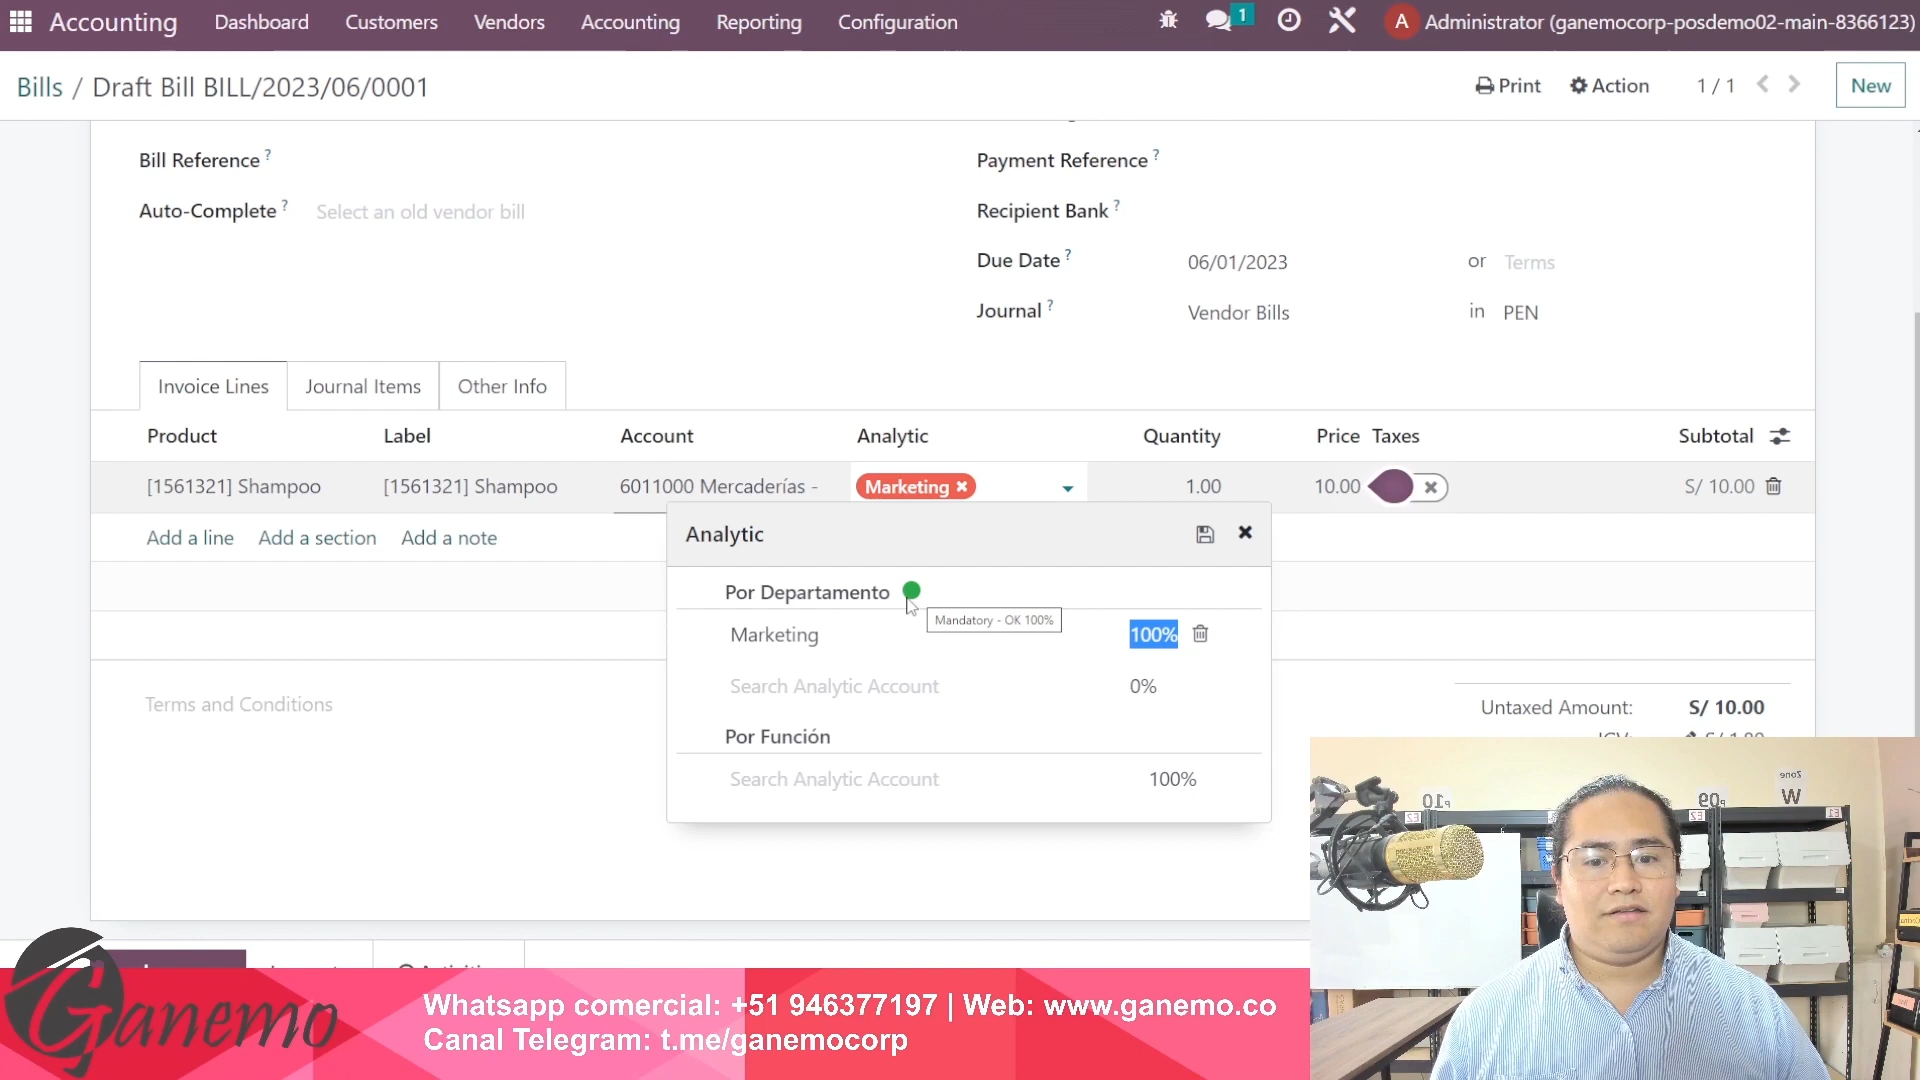 Accounting Dashboard Customers Vendors Accounting Reporting Configuration 1 A Administrator (ganemocorp-posdemo02-main-8366123)
Bills / Draft Bill BILL/2023/06/0001 Print Action 1 / 1 New
Bill Reference ? Payment Reference ?
Auto-Complete ? Select an old vendor bill Recipient Bank ?
Due Date ? 06/01/2023 or Terms
Journal ? Vendor Bills in PEN
Invoice Lines Journal Items Other Info
Product Label Account Analytic Quantity Price Taxes Subtotal
[1561321] Shampoo [1561321] Shampoo 6011000 Mercaderías - Marketing 1.00 10.00 S/ 10.00
Add a line Add a section Add a note
Analytic
Por Departamento
Mandatory - OK 100%
Marketing 100%
Search Analytic Account 0%
Por Función
Search Analytic Account 100%
Terms and Conditions
Untaxed Amount: S/ 10.00
P10 P09 Zone W
E2 E2 E1
Ganemo
Whatsapp comercial: +51 946377197 | Web: www.ganemo.co
Canal Telegram: t.me/ganemocorp